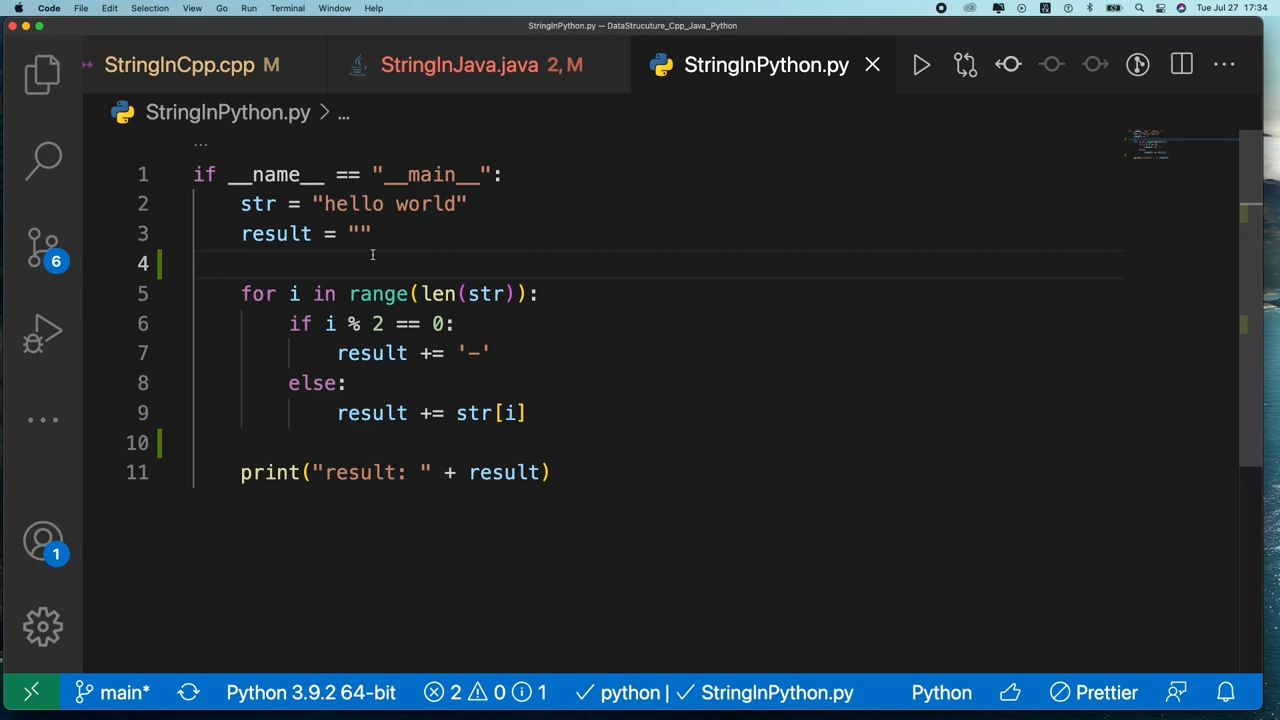 Code File Edit Selection View Go Run Terminal Window Help Tue Jul 27 17:34
StringInPython.py — DataStrucuture_Cpp_Java_Python
StringInCpp.cpp M StringInJava.java 2, M StringInPython.py
StringInPython.py > ...
...
1 if __name__ == "__main__":
2 str = "hello world"
3 result = ""
4
5 for i in range(len(str)):
6 if i % 2 == 0:
7 result += '-'
8 else:
9 result += str[i]
10
11 print("result: " + result)
6
1
main* Python 3.9.2 64-bit 2 0 1 python | StringInPython.py Python Prettier